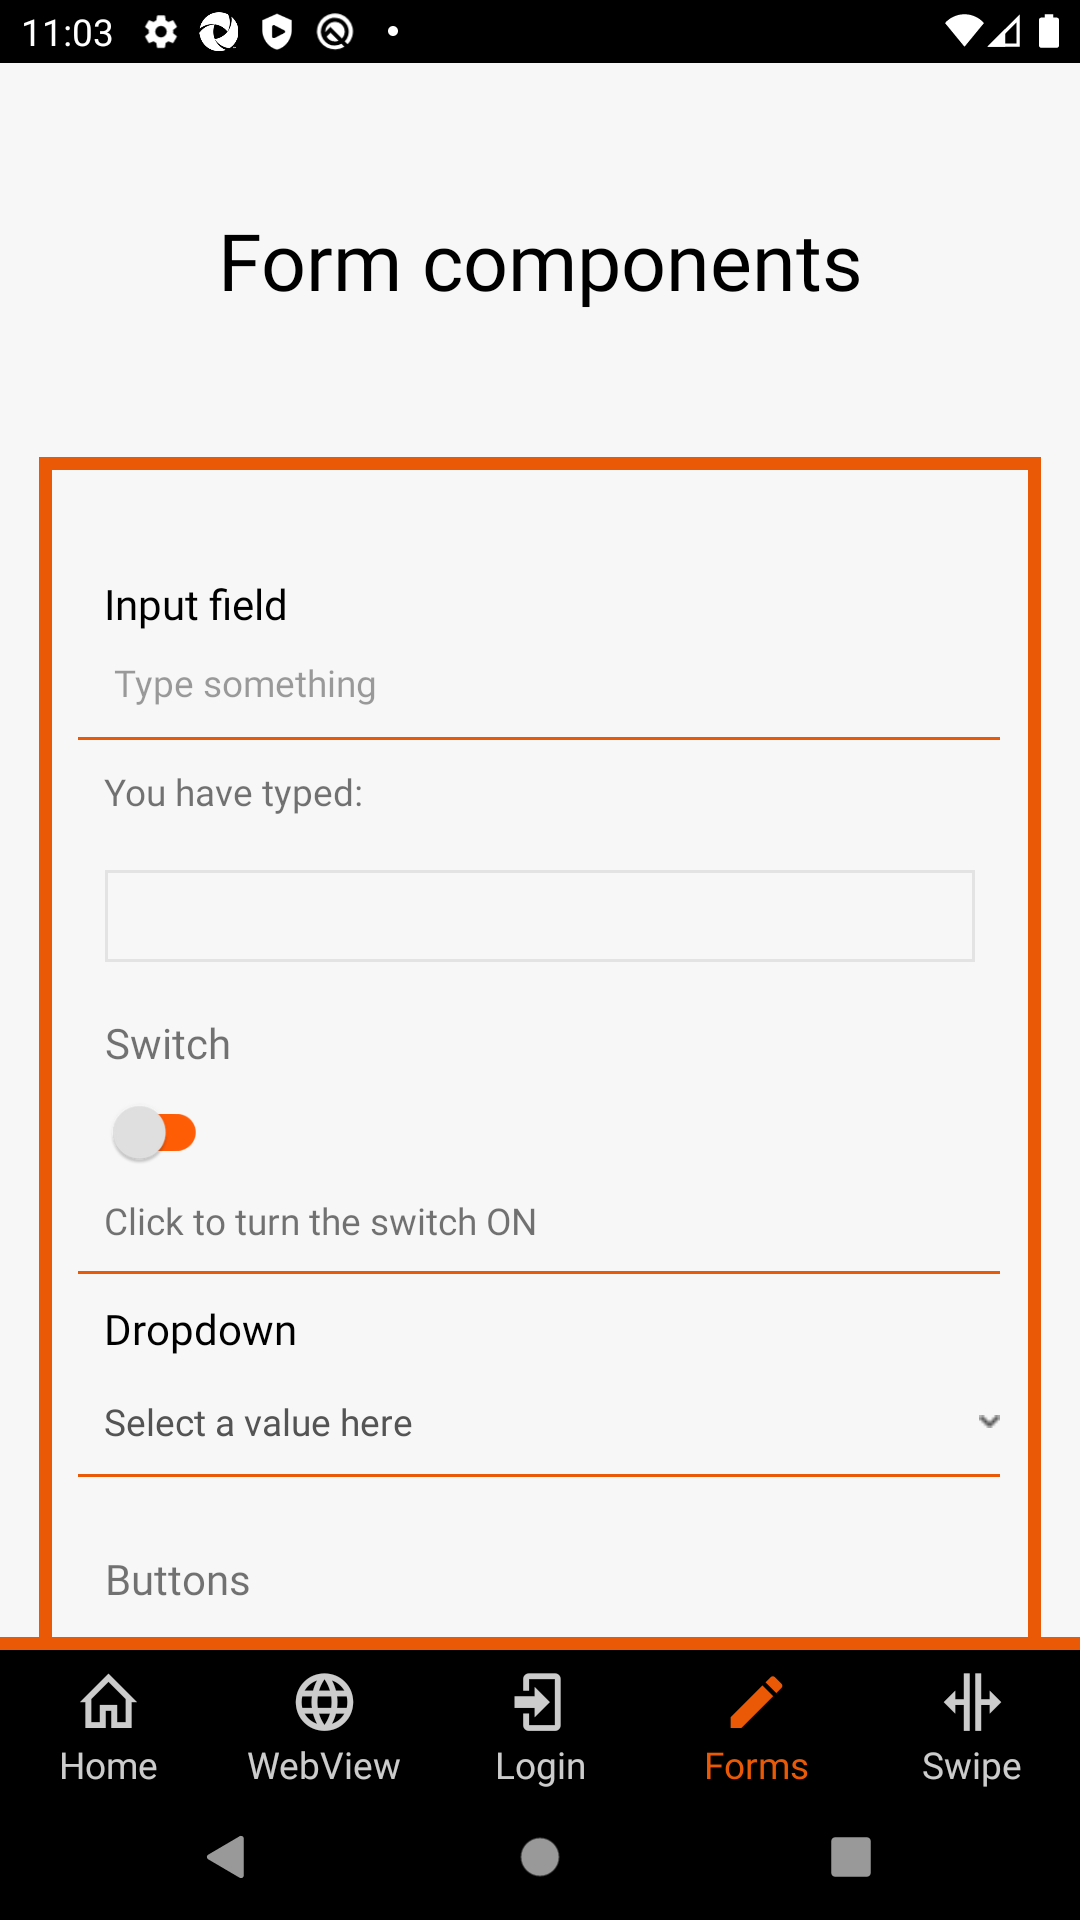 11:03
Form components
Input field
Type something
You have typed:
Switch
Click to turn the switch ON
Dropdown
Select a value here
Buttons
Home WebView Login Forms Swipe